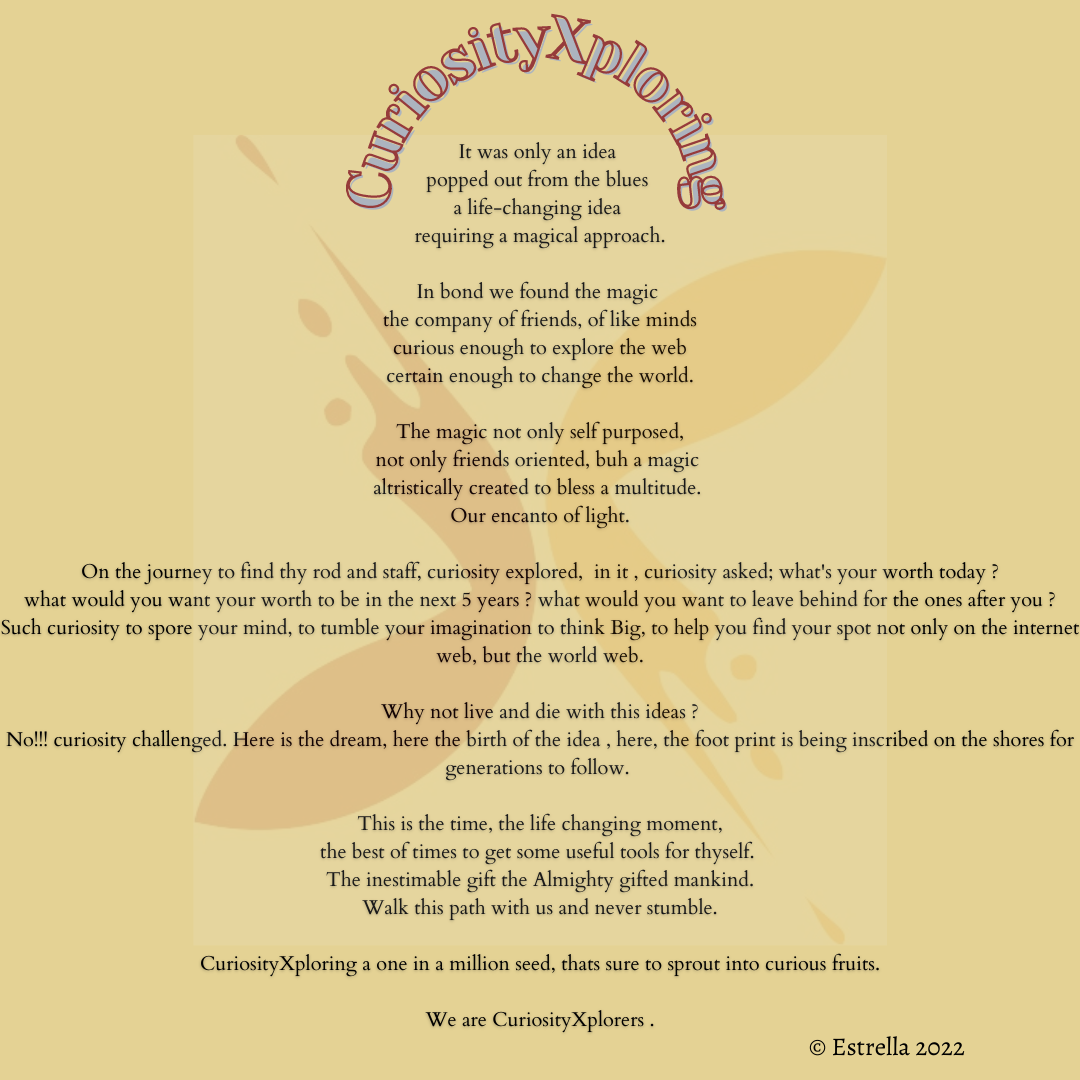 CuriosityXploring
It was only an idea
popped out from the blues
a life-changing idea
requiring a magical approach.
In bond we found the magic
the company of friends, of like minds
curious enough to explore the web
certain enough to change the world.
The magic not only self purposed,
not only friends oriented, buh a magic
altristically created to bless a multitude.
Our encanto of light.
On the journey to find thy rod and staff, curiosity explored,  in it , curiosity asked; what's your worth today ?
what would you want your worth to be in the next 5 years ? what would you want to leave behind for the ones after you ?
Such curiosity to spore your mind, to tumble your imagination to think Big, to help you find your spot not only on the internet
web, but the world web.
Why not live and die with this ideas ?
No!!! curiosity challenged. Here is the dream, here the birth of the idea , here, the foot print is being inscribed on the shores for
generations to follow.
This is the time, the life changing moment,
the best of times to get some useful tools for thyself.
The inestimable gift the Almighty gifted mankind.
Walk this path with us and never stumble.
CuriosityXploring a one in a million seed, thats sure to sprout into curious fruits.
We are CuriosityXplorers .
© Estrella 2022